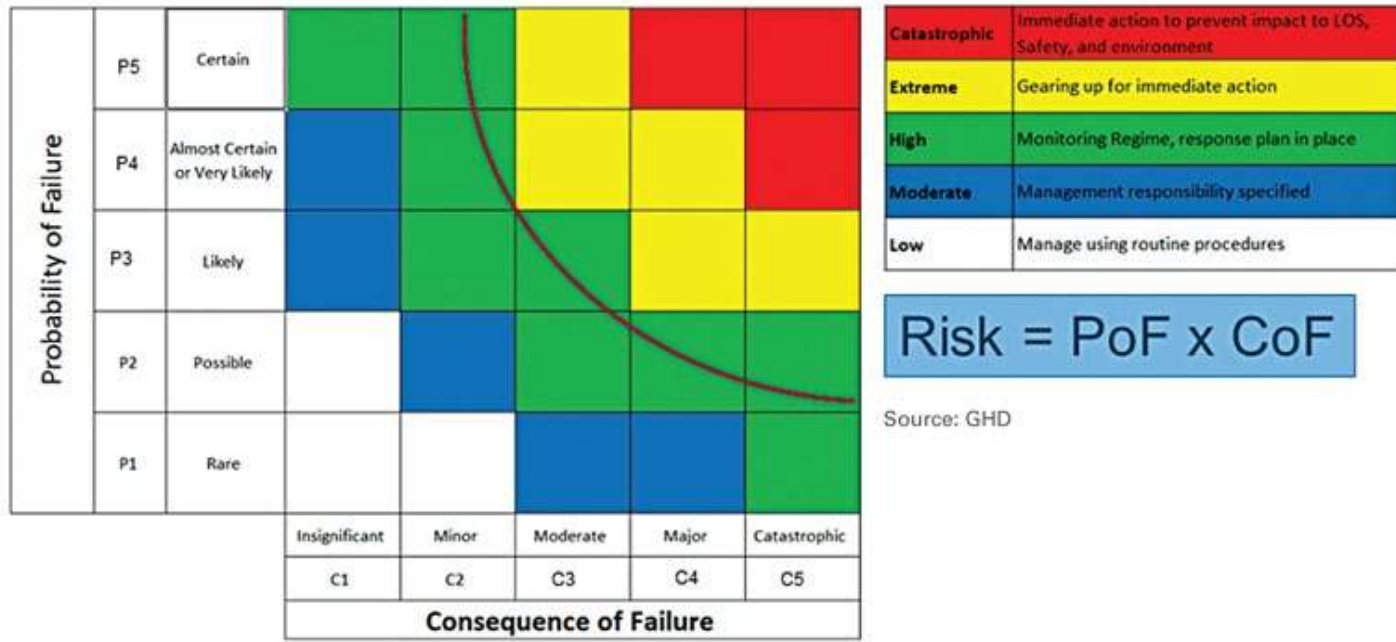 Probability of Failure
P5
Certain
P4
Almost Certain
or Very Likely
P3
Likely
P2
Possible
P1
Rare
Insignificant
Minor
Moderate
Major
Catastrophic
C1
C2
C3
C4
C5
Consequence of Failure
Catastrophic
Immediate action to prevent impact to LOS,
Safety, and environment
Extreme
Gearing up for immediate action
High
Monitoring Regime, response plan in place
Moderate
Management responsibility specified
Low
Manage using routine procedures
Risk = PoF x CoF
Source: GHD